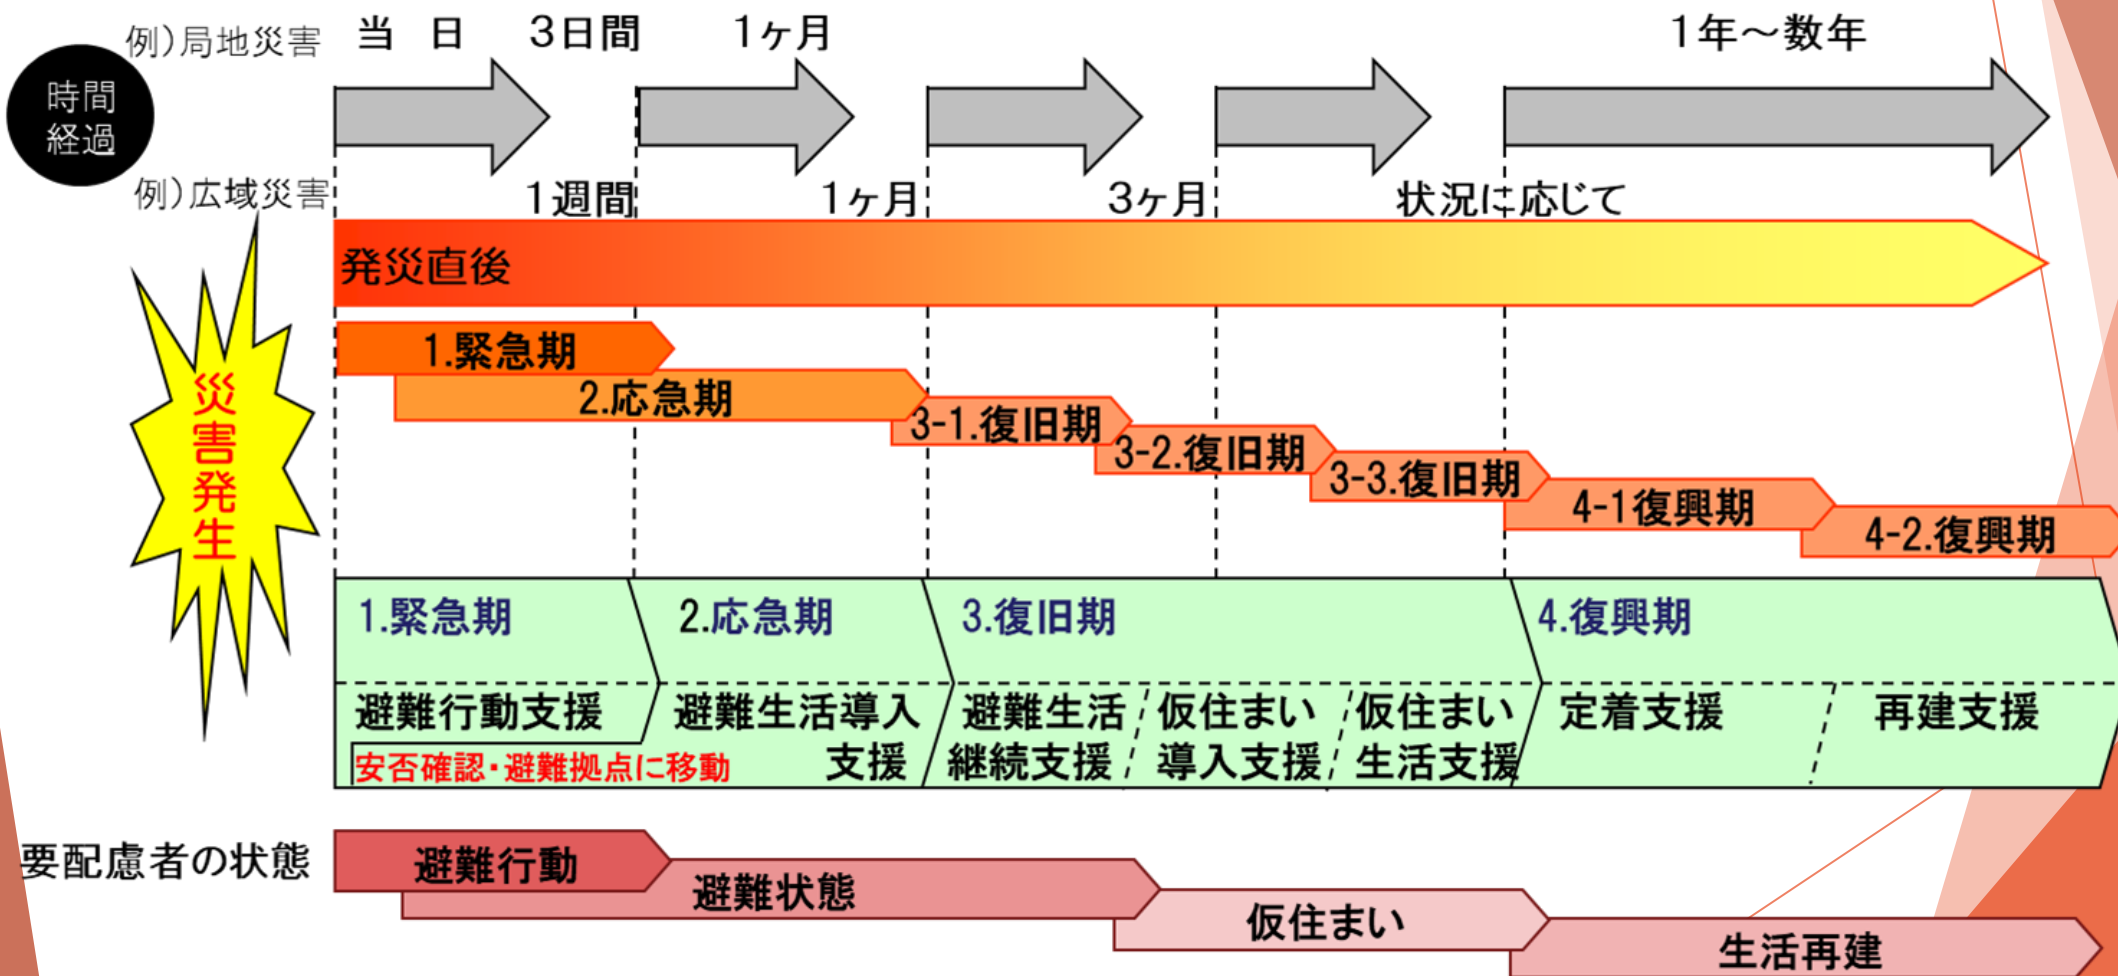 例）局地災害　当　日　３日間　１ヶ月　１年～数年
時間
経過
例）広域災害　１週間　１ヶ月　３ヶ月　状況に応じて
発災直後
災害発生
1.緊急期
2.応急期
3-1.復旧期
3-2.復旧期
3-3.復旧期
4-1復興期
4-2.復興期
1.緊急期　2.応急期　3.復旧期　4.復興期
避難行動支援
安否確認・避難拠点に移動
避難生活導入
支援
避難生活
継続支援
仮住まい
導入支援
仮住まい
生活支援
定着支援
再建支援
要配慮者の状態
避難行動
避難状態
仮住まい
生活再建